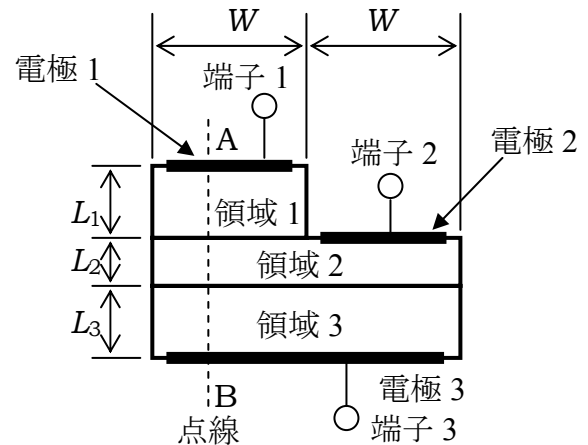 W W
電極 1
端子 1
A
端子 2
電極 2
L1
領域 1
L2
領域 2
L3
領域 3
B
点線
電極 3
端子 3